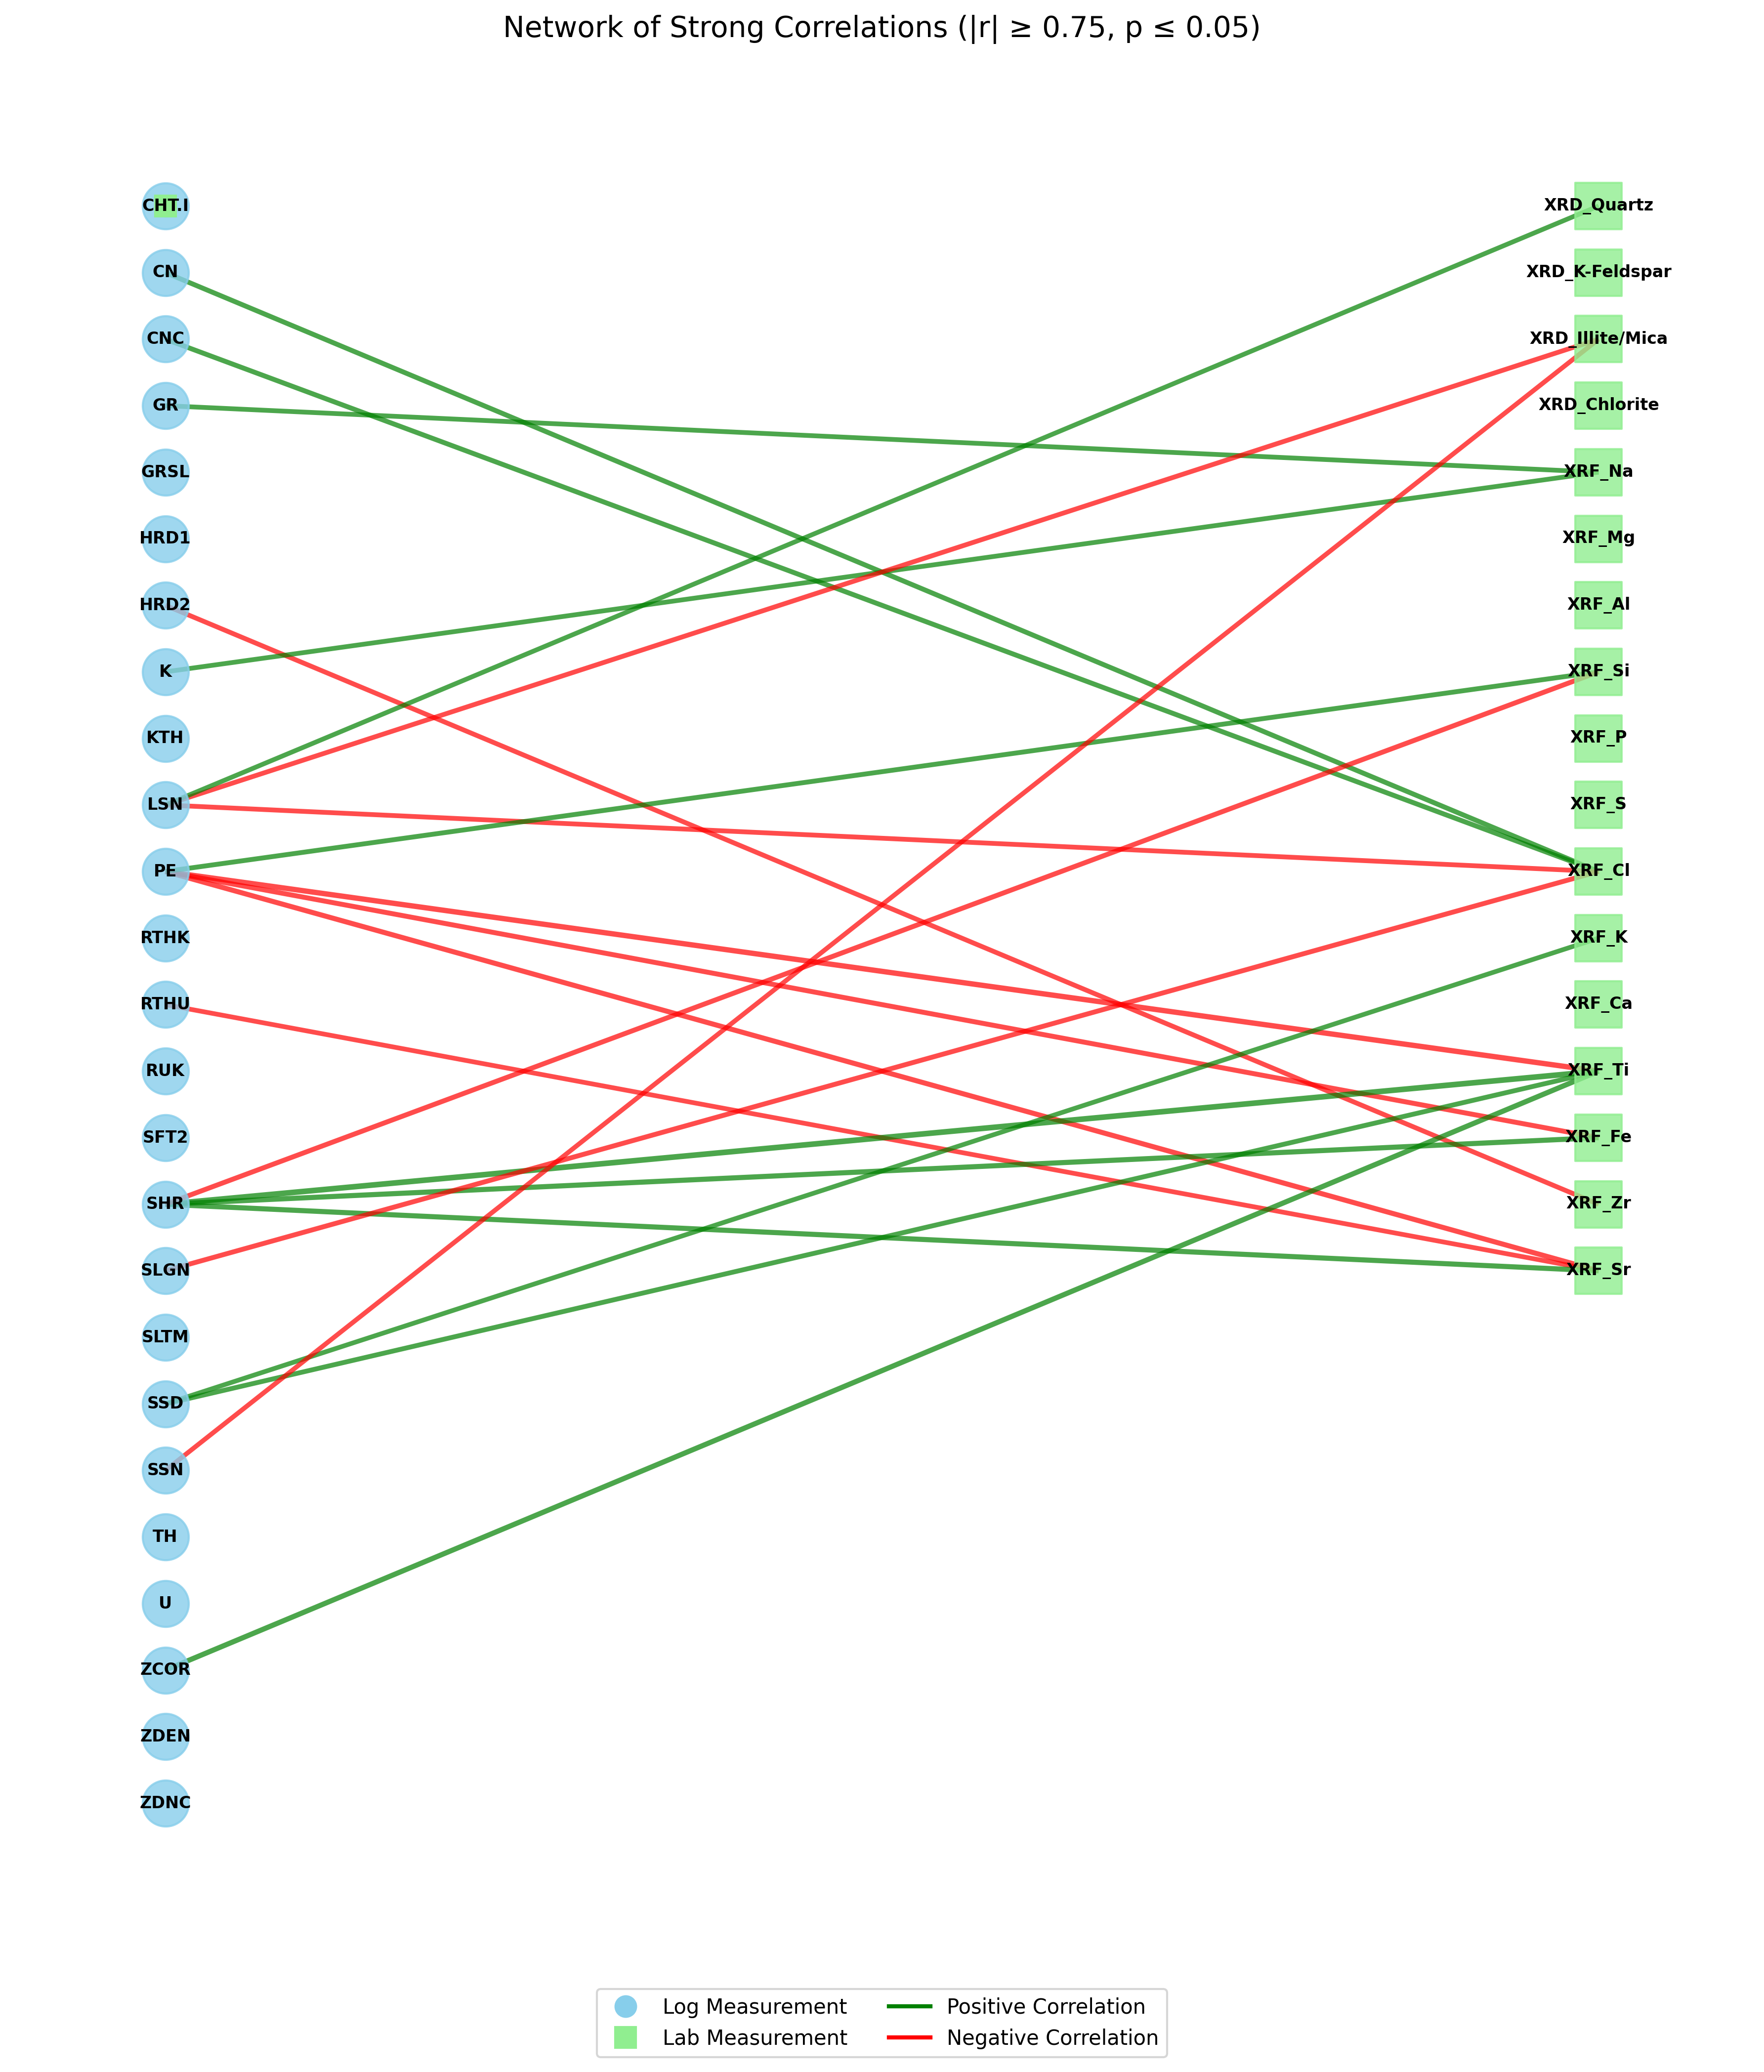 Network of Strong Correlations (|r| ≥ 0.75, p ≤ 0.05)
CHT.I
XRD_Quartz
CN
XRD_K-Feldspar
CNC
XRD_Illite/Mica
GR
XRD_Chlorite
GRSL
XRF_Na
HRD1
XRF_Mg
HRD2
XRF_Al
K
XRF_Si
KTH
XRF_P
LSN
XRF_S
PE
XRF_Cl
RTHK
XRF_K
RTHU
XRF_Ca
RUK
XRF_Ti
SFT2
XRF_Fe
SHR
XRF_Zr
SLGN
XRF_Sr
SLTM
SSD
SSN
TH
U
ZCOR
ZDEN
ZDNC
Log Measurement
Lab Measurement
Positive Correlation
Negative Correlation